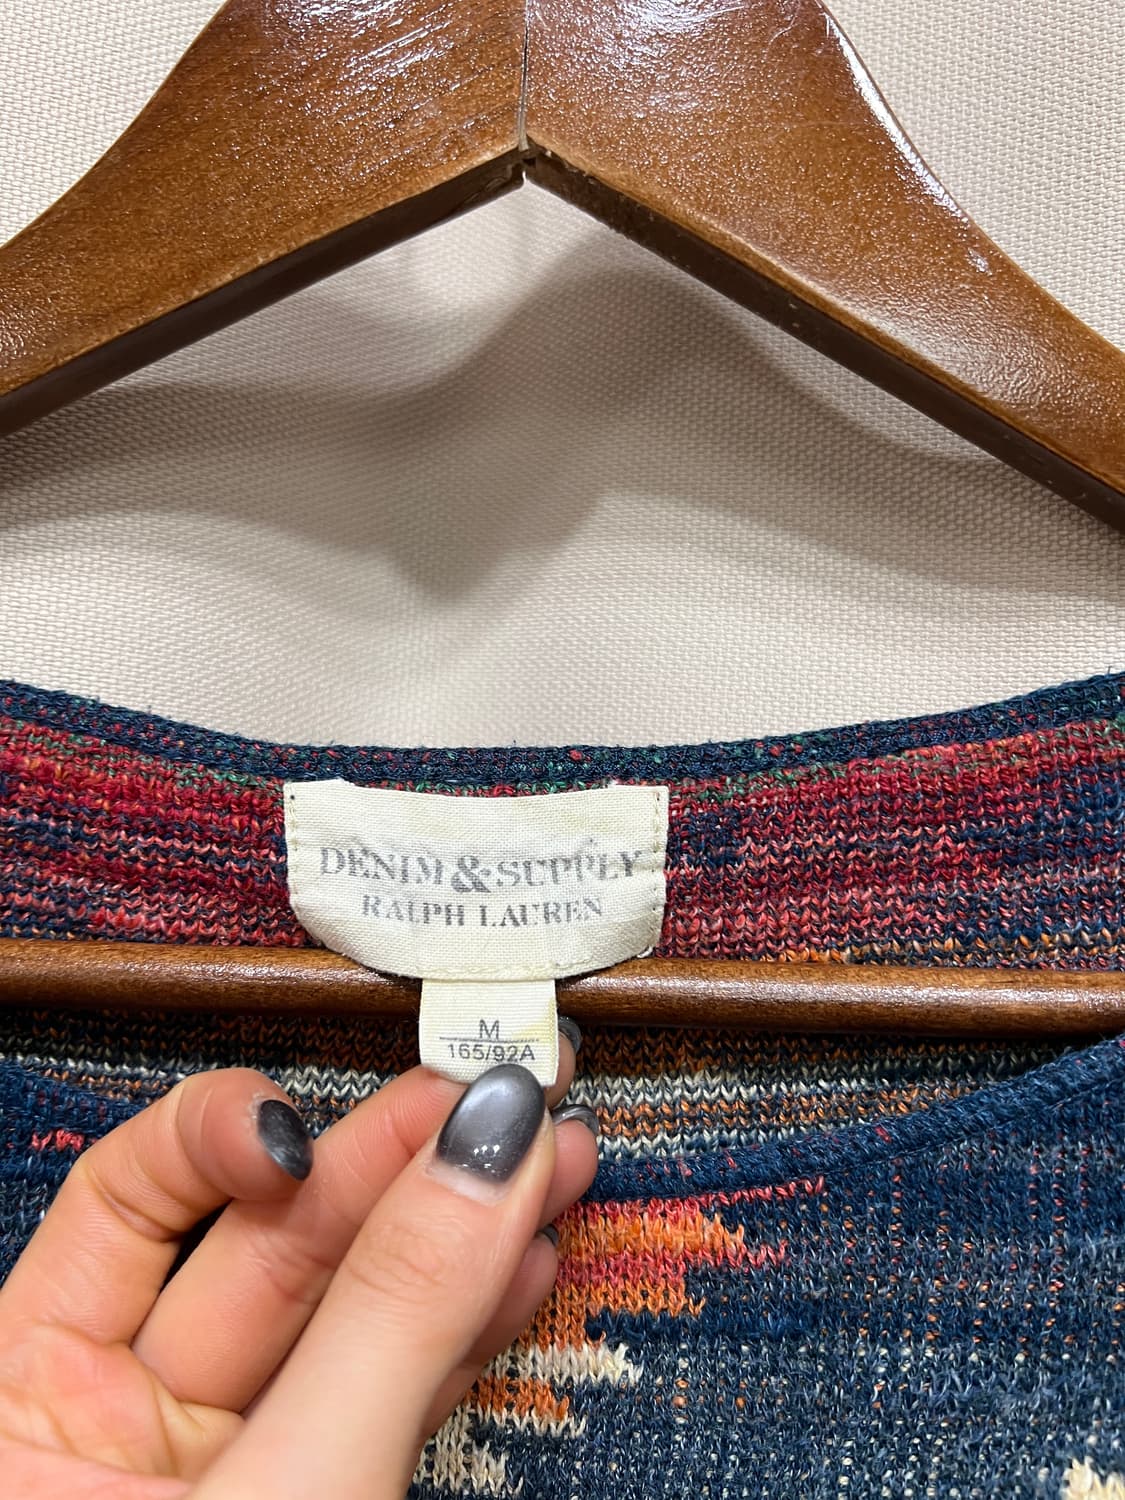 DENIM & SUPPLY
RALPH LAUREN
M
165/92A